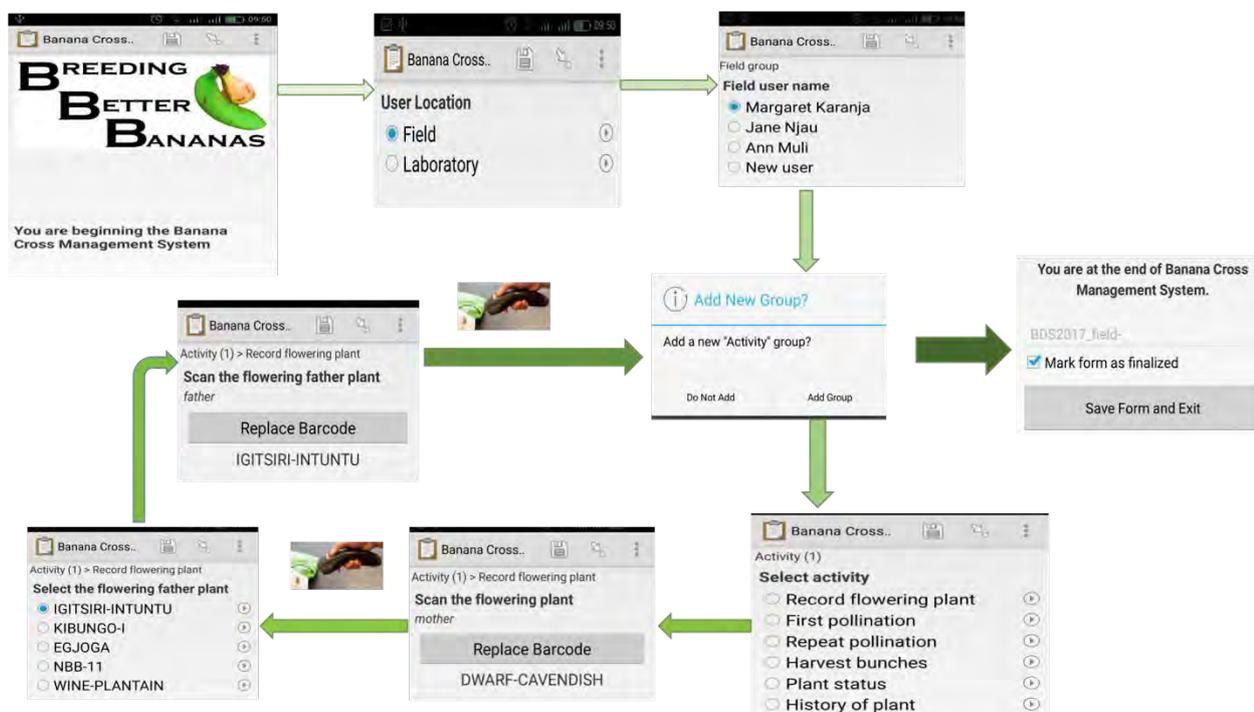 09:50
Banana Cross..
BREEDING
BETTER
BANANAS
You are beginning the Banana
Cross Management System
09:50
Banana Cross..
User Location
Field
Laboratory
Banana Cross..
Field group
Field user name
Margaret Karanja
Jane Njau
Ann Muli
New user
Add New Group?
Add a new "Activity" group?
Do Not Add
Add Group
You are at the end of Banana Cross
Management System.
BDS2017_field-
Mark form as finalized
Save Form and Exit
Banana Cross..
Activity (1)
Select activity
Record flowering plant
First pollination
Repeat pollination
Harvest bunches
Plant status
History of plant
Banana Cross..
Activity (1) > Record flowering plant
Scan the flowering plant
mother
Replace Barcode
DWARF-CAVENDISH
Banana Cross..
Activity (1) > Record flowering plant
Select the flowering father plant
IGITSIRI-INTUNTU
KIBUNGO-I
EGJOGA
NBB-11
WINE-PLANTAIN
Banana Cross..
Activity (1) > Record flowering plant
Scan the flowering father plant
father
Replace Barcode
IGITSIRI-INTUNTU